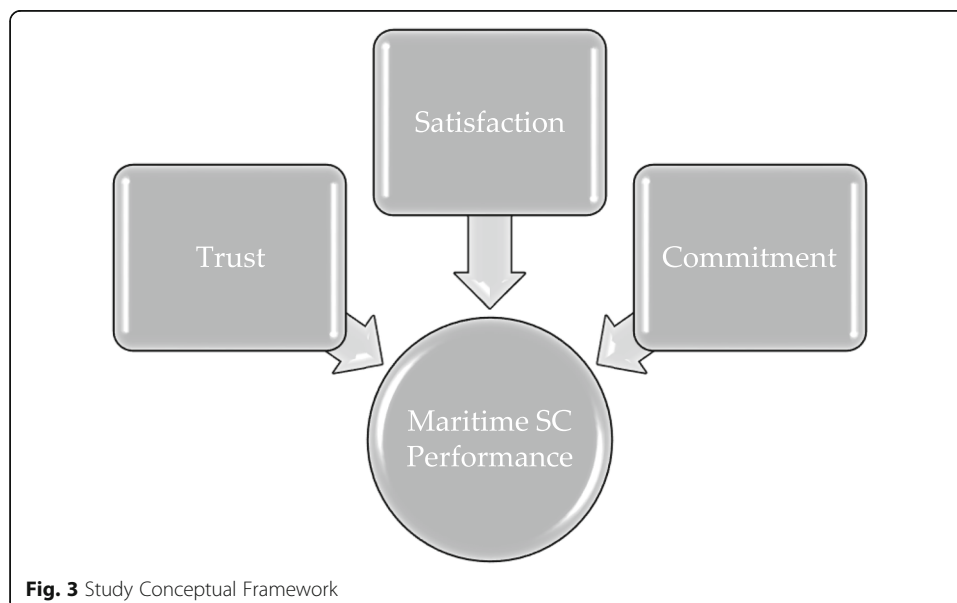 Satisfaction
Trust
Commitment
Maritime SC
Performance
Fig. 3 Study Conceptual Framework